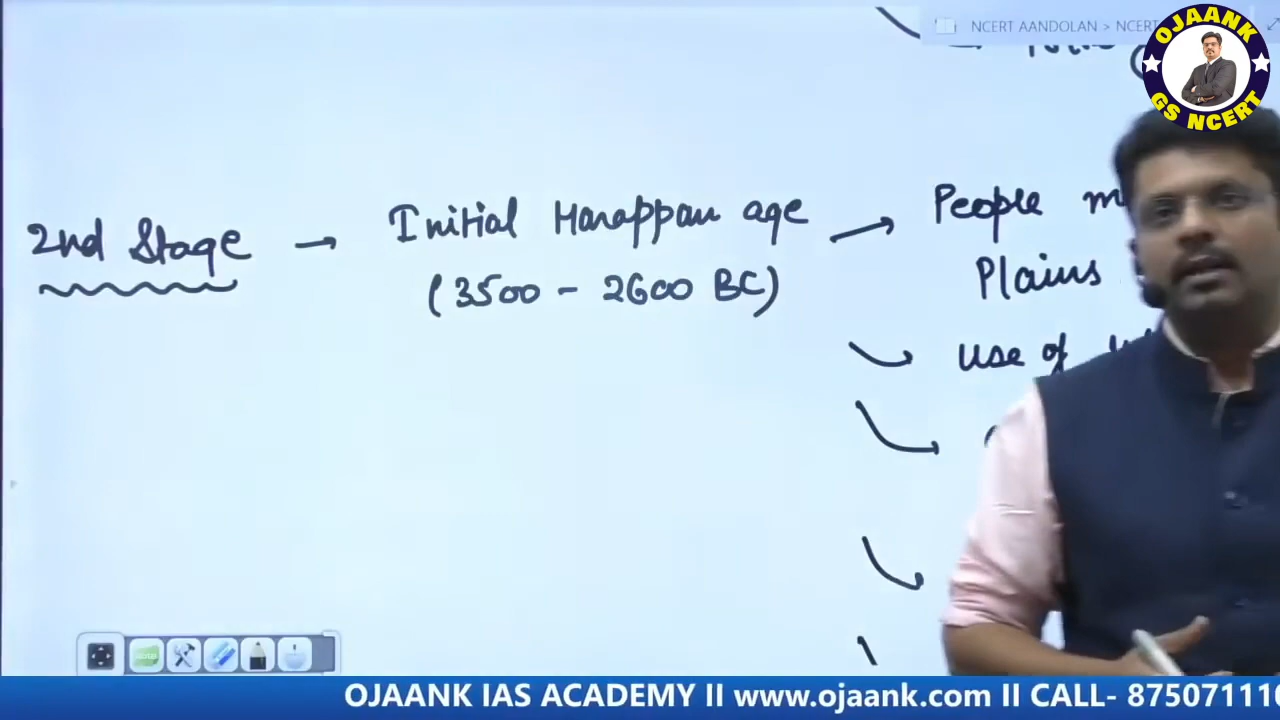 NCERT AANDOLAN > NCERT
OJAANK
GS NCERT
2nd Stage → Initial Harappan age → People
(3500 - 2600 BC)
Plains
use of
OJAANK IAS ACADEMY II www.ojaank.com II CALL- 875071110